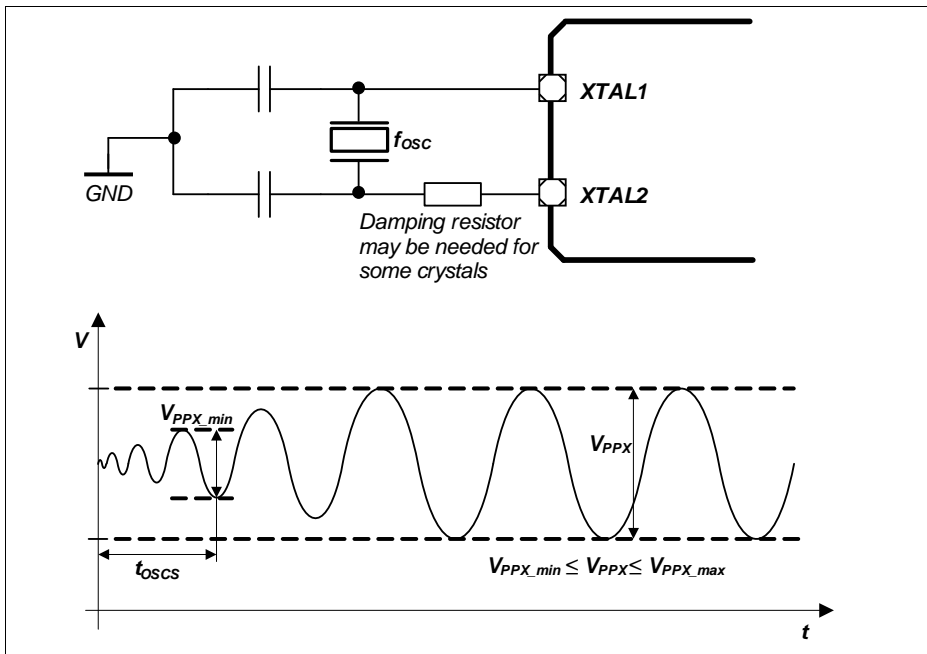 XTAL1
fOSC
GND
XTAL2
Damping resistor
may be needed for
some crystals
V
VPPX_min
VPPX
tOSCS
VPPX_min ≤ VPPX ≤ VPPX_max
t